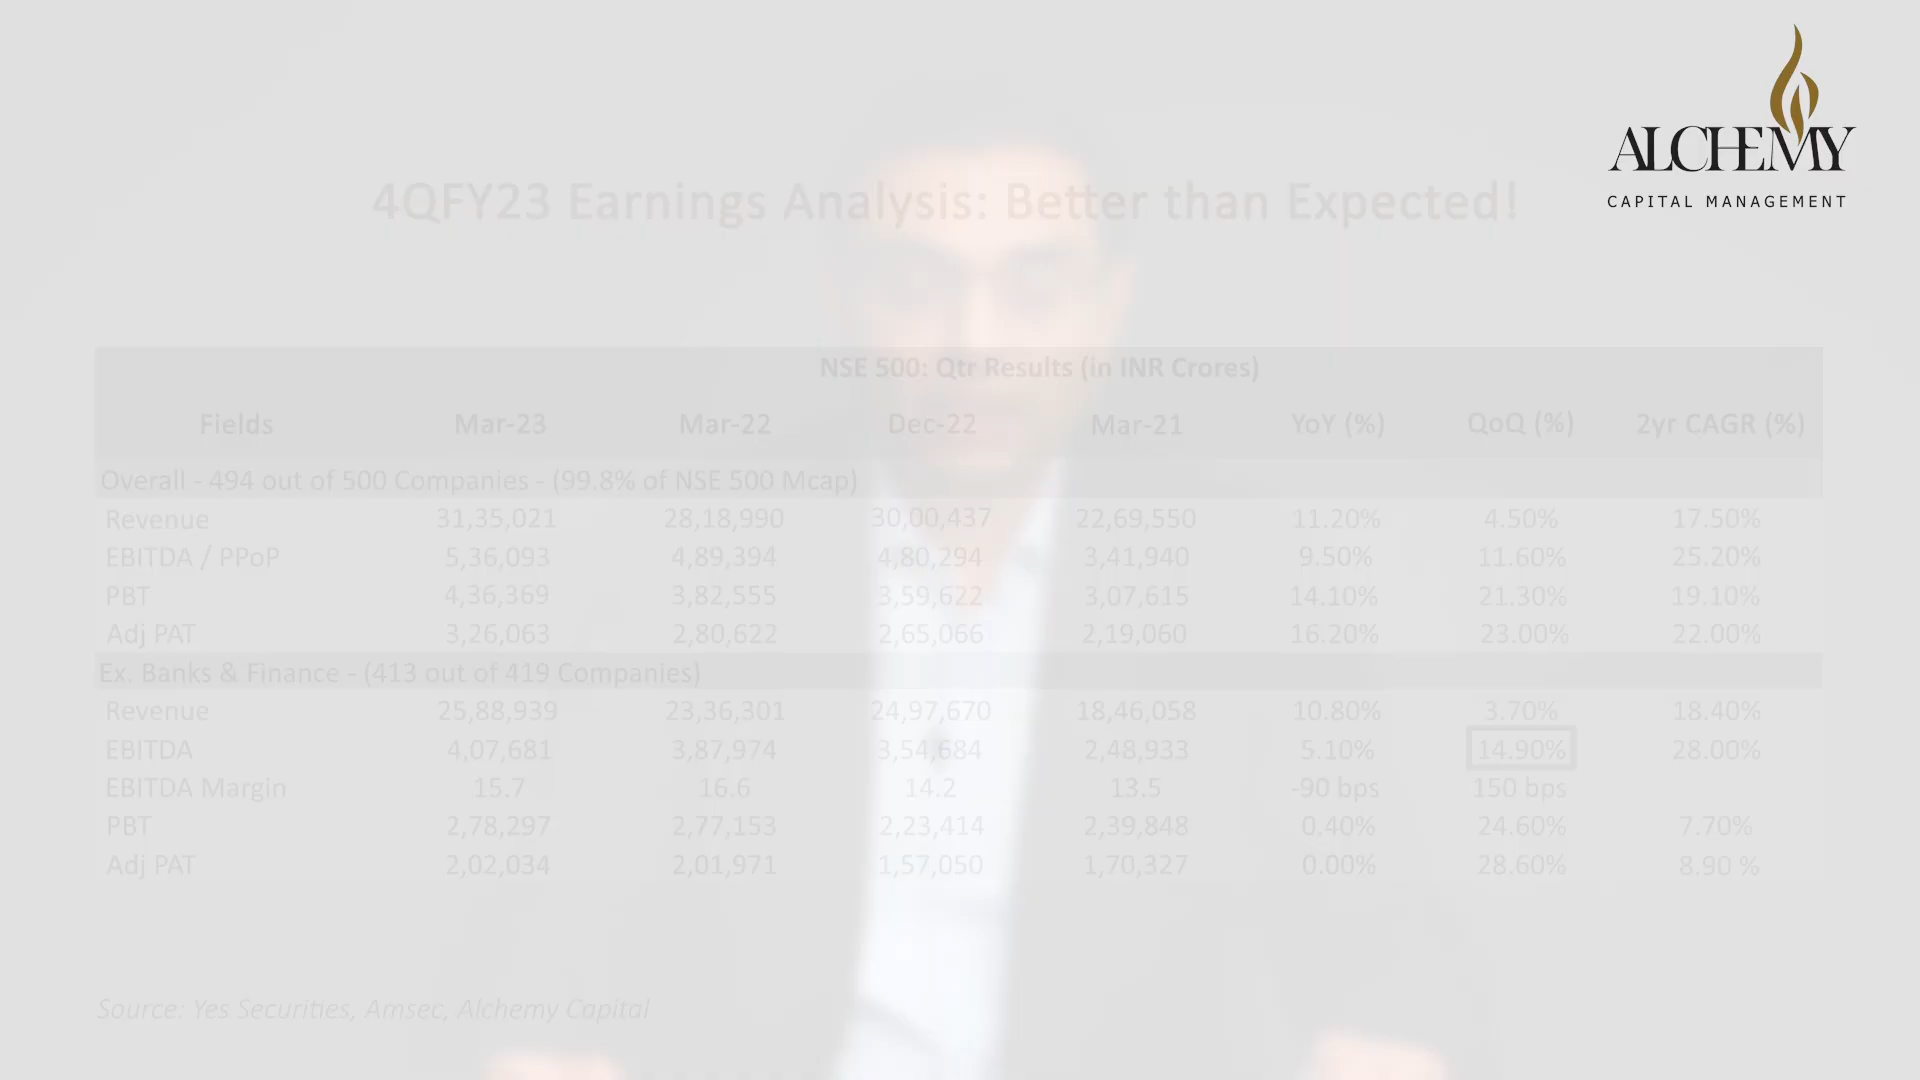 ALCHEMY
CAPITAL MANAGEMENT
4QFY23 Earnings Analysis: Better than Expected!
NSE 500: Qtr Results (in INR Crores)
Fields Mar-23 Mar-22 Dec-22 Mar-21 YoY (%) QoQ (%) 2yr CAGR (%)
Overall - 494 out of 500 Companies - (99.8% of NSE 500 Mcap)
Revenue 31,35,021 28,18,990 30,00,437 22,69,550 11.20% 4.50% 17.50%
EBITDA / PPoP 5,36,093 4,89,394 4,80,294 3,41,940 9.50% 11.60% 25.20%
PBT 4,36,369 3,82,555 3,59,622 3,07,615 14.10% 21.30% 19.10%
Adj PAT 3,26,063 2,80,622 2,65,066 2,19,060 16.20% 23.00% 22.00%
Ex. Banks & Finance - (413 out of 419 Companies)
Revenue 25,88,939 23,36,301 24,97,670 18,46,058 10.80% 3.70% 18.40%
EBITDA 4,07,681 3,87,974 3,54,684 2,48,933 5.10% 14.90% 28.00%
EBITDA Margin 15.7 16.6 14.2 13.5 -90 bps 150 bps
PBT 2,78,297 2,77,153 2,23,414 2,39,848 0.40% 24.60% 7.70%
Adj PAT 2,02,034 2,01,971 1,57,050 1,70,327 0.00% 28.60% 8.90 %
Source: Yes Securities, Amsec, Alchemy Capital